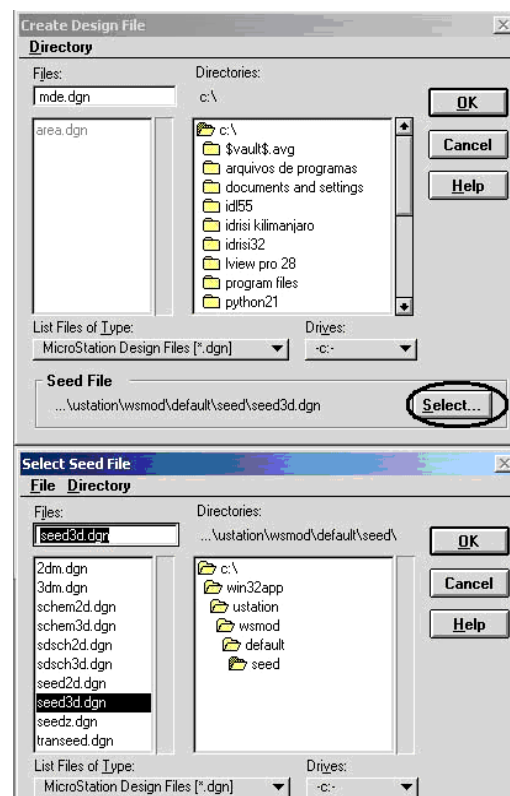 Create Design File
Directory
Files:
Directories:
mde.dgn
c:\
OK
area.dgn
c:\
$vault$.avg
arquivos de programas
documents and settings
idl55
idrisi kilimanjaro
idrisi32
lview pro 28
program files
python21
Cancel
Help
List Files of Type:
Drives:
MicroStation Design Files [*.dgn]
-c:-
Seed File
...\ustation\wsmod\default\seed\seed3d.dgn
Select...
Select Seed File
File Directory
Files:
Directories:
seed3d.dgn
...\ustation\wsmod\default\seed\
OK
2dm.dgn
3dm.dgn
schem2d.dgn
schem3d.dgn
sdsch2d.dgn
sdsch3d.dgn
seed2d.dgn
seed3d.dgn
seedz.dgn
transeed.dgn
c:\
win32app
ustation
wsmod
default
seed
Cancel
Help
List Files of Type:
Drives:
MicroStation Design Files [*.dgn]
-c:-